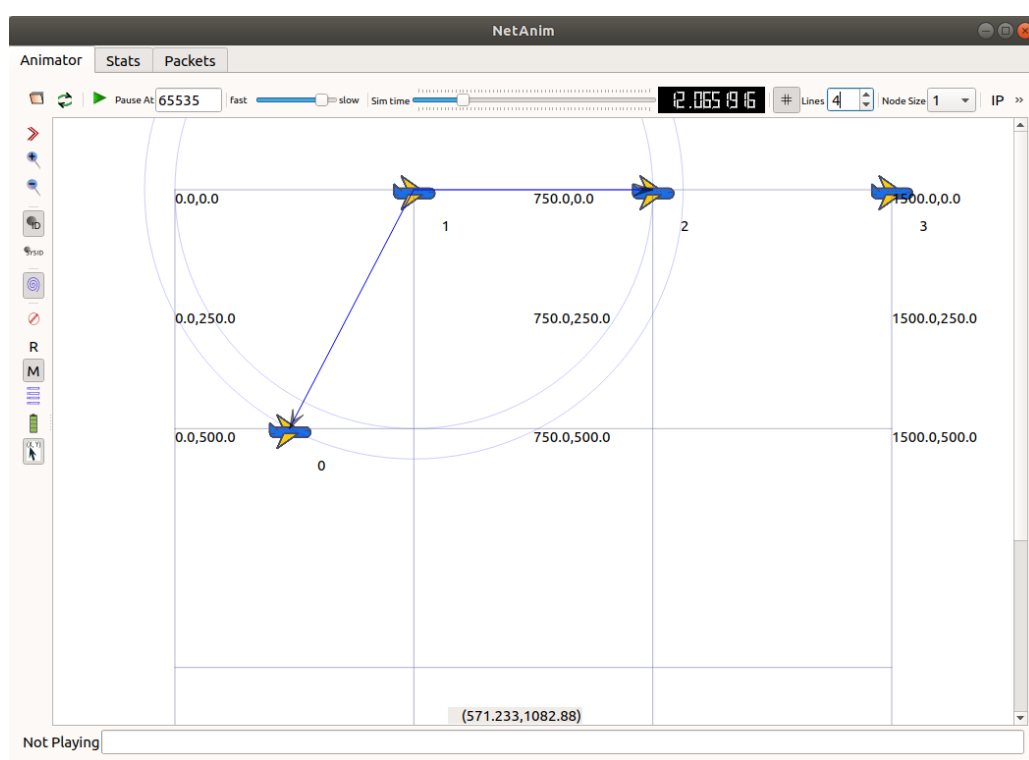 NetAnim
Animator Stats Packets
Pause At 65535 fast slow Sim time 12.065196 # Lines 4 Node Size 1 IP »
0.0,0.0 750.0,0.0 1500.0,0.0
1 2 3
ID
SYSID
0.0,250.0 750.0,250.0 1500.0,250.0
R
M
0.0,500.0 750.0,500.0 1500.0,500.0
(X, Y)
0
(571.233,1082.88)
Not Playing